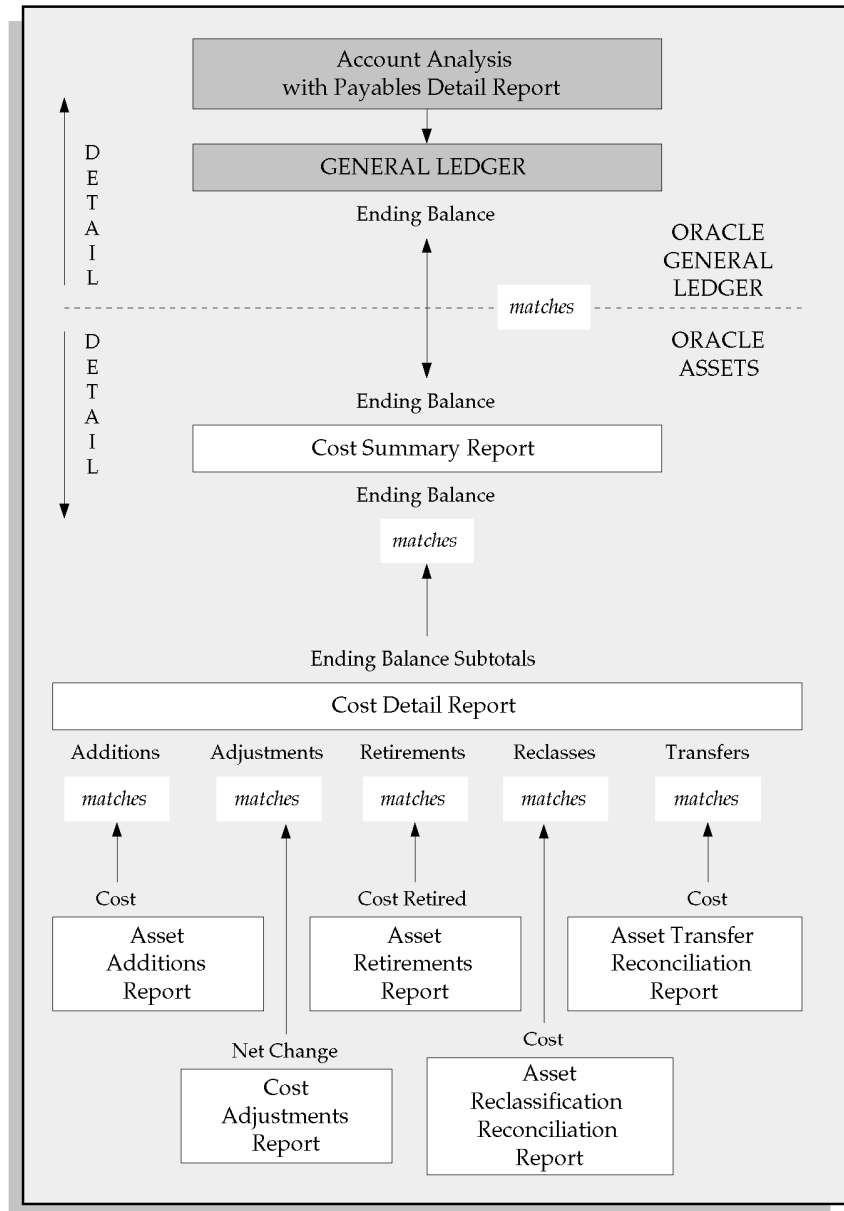 Account Analysis
with Payables Detail Report
GENERAL LEDGER
Ending Balance
DETAIL
ORACLE
GENERAL
LEDGER
matches
DETAIL
ORACLE
ASSETS
Ending Balance
Cost Summary Report
Ending Balance
matches
Ending Balance Subtotals
Cost Detail Report
Additions
Adjustments
Retirements
Reclasses
Transfers
matches
matches
matches
matches
matches
Cost
Asset
Additions
Report
Cost Retired
Asset
Retirements
Report
Cost
Asset Transfer
Reconciliation
Report
Net Change
Cost
Adjustments
Report
Cost
Asset
Reclassification
Reconciliation
Report